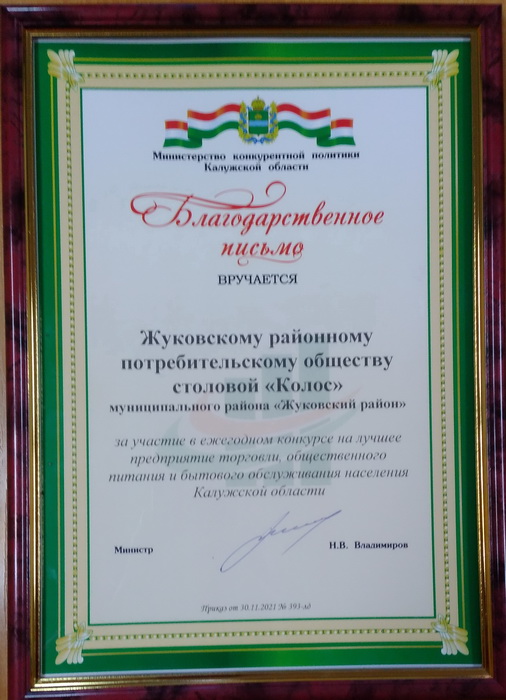 Министерство конкурентной политики
Калужской области
Благодарственное
письмо
ВРУЧАЕТСЯ
Жуковскому районному
потребительскому обществу
столовой «Колос»
муниципального района «Жуковский район»
за участие в ежегодном конкурсе на лучшее
предприятие торговли, общественного
питания и бытового обслуживания населения
Калужской области
Министр Н.В. Владимиров
Приказ от 30.11.2021 № 393-лд